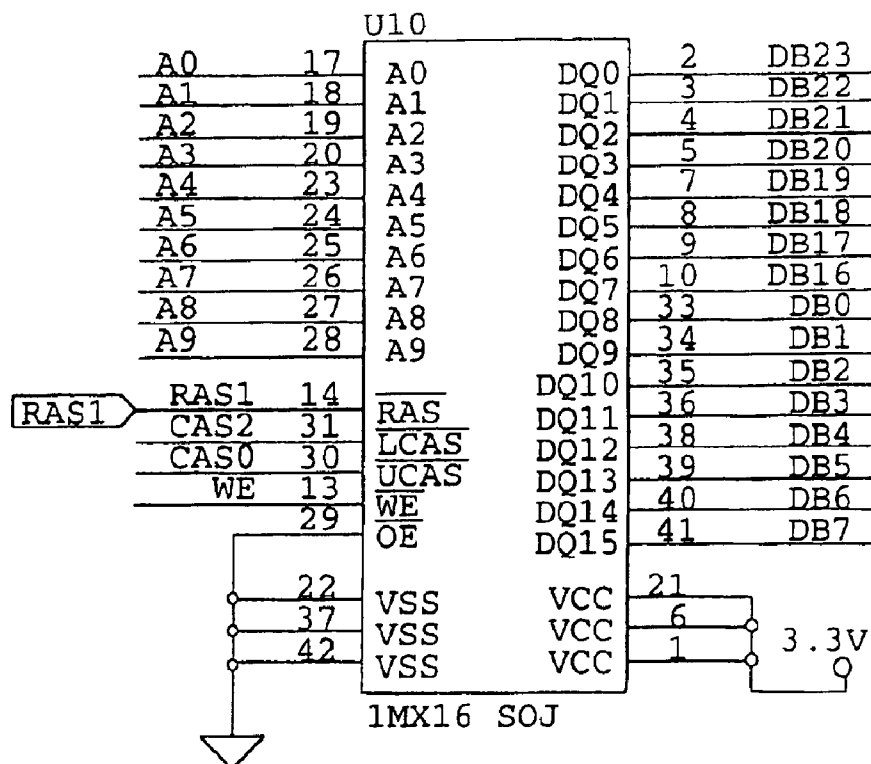 U10
A0 17 A0 DQ0 2 DB23
A1 18 A1 DQ1 3 DB22
A2 19 A2 DQ2 4 DB21
A3 20 A3 DQ3 5 DB20
A4 23 A4 DQ4 7 DB19
A5 24 A5 DQ5 8 DB18
A6 25 A6 DQ6 9 DB17
A7 26 A7 DQ7 10 DB16
A8 27 A8 DQ8 33 DB0
A9 28 A9 DQ9 34 DB1
DQ10 35 DB2
RAS1 RAS1 14 RAS DQ11 36 DB3
CAS2 31 LCAS DQ12 38 DB4
CAS0 30 UCAS DQ13 39 DB5
WE 13 WE DQ14 40 DB6
29 OE DQ15 41 DB7
22 VSS VCC 21
37 VSS VCC 6
42 VSS VCC 1 3.3V
1MX16 SOJ